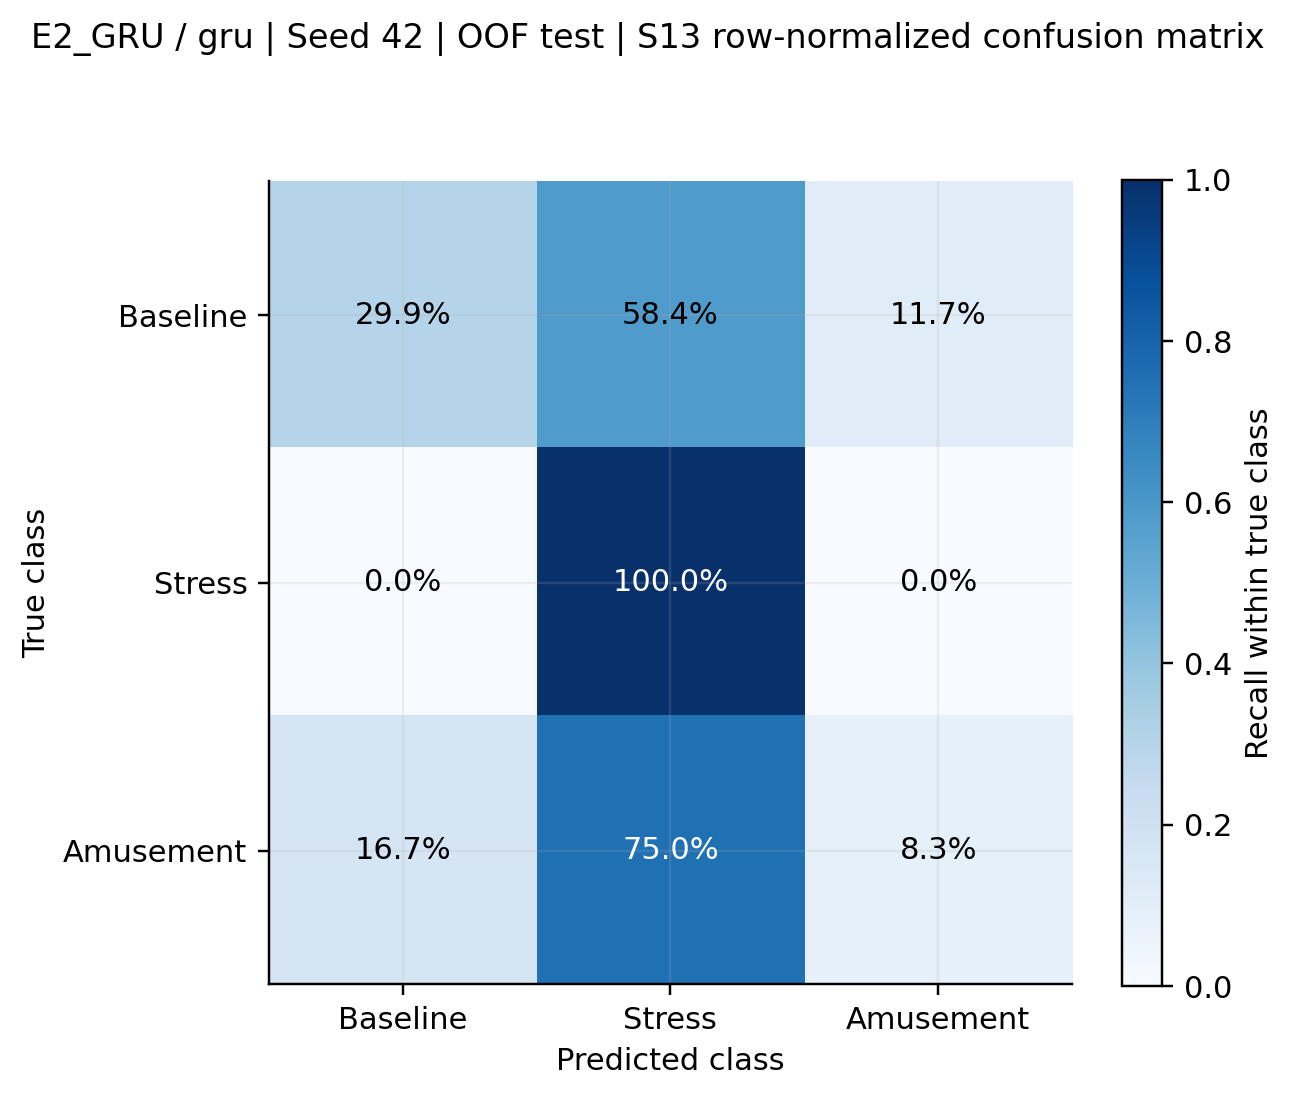 E2_GRU / gru | Seed 42 | OOF test | S13 row-normalized confusion matrix
1.0
Baseline 29.9% 58.4% 11.7%
0.8
0.6
Stress 0.0% 100.0% 0.0%
0.4
Amusement 16.7% 75.0% 8.3%
0.2
0.0
True class
Recall within true class
Baseline Stress Amusement
Predicted class